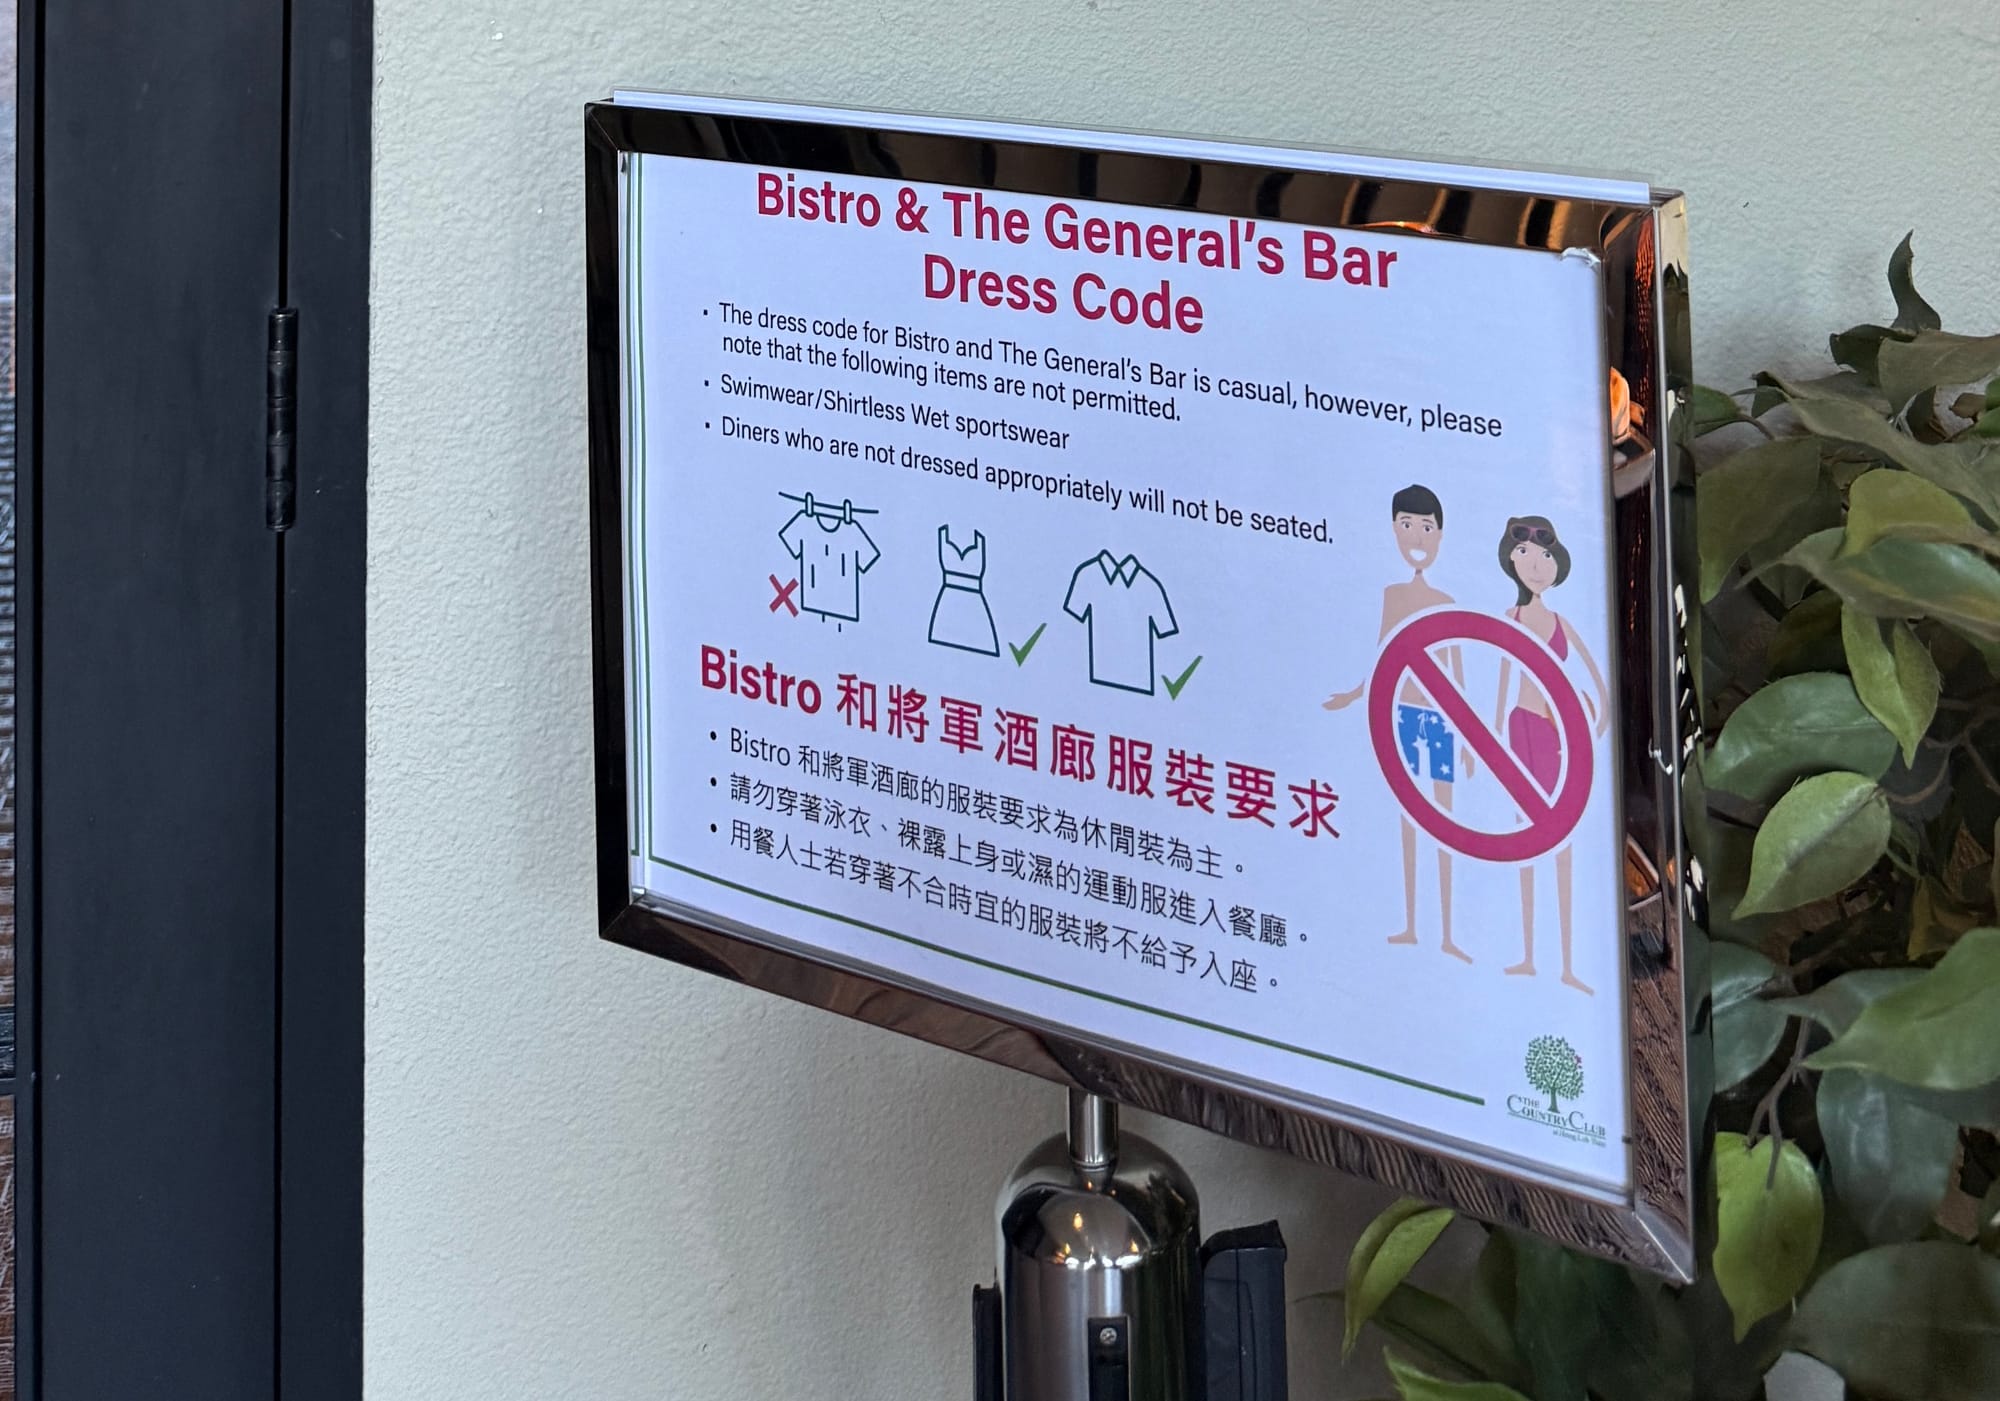 Bistro & The General's Bar
Dress Code
· The dress code for Bistro and The General's Bar is casual, however, please
note that the following items are not permitted.
· Swimwear/Shirtless Wet sportswear
· Diners who are not dressed appropriately will not be seated.
Bistro 和將軍酒廊服裝要求
• Bistro 和將軍酒廊的服裝要求為休閒裝為主。
• 請勿穿著泳衣、裸露上身或濕的運動服進入餐廳。
• 用餐人士若穿著不合時宜的服裝將不給予入座。
THE
COUNTRY CLUB
at Hong Lok Yuen